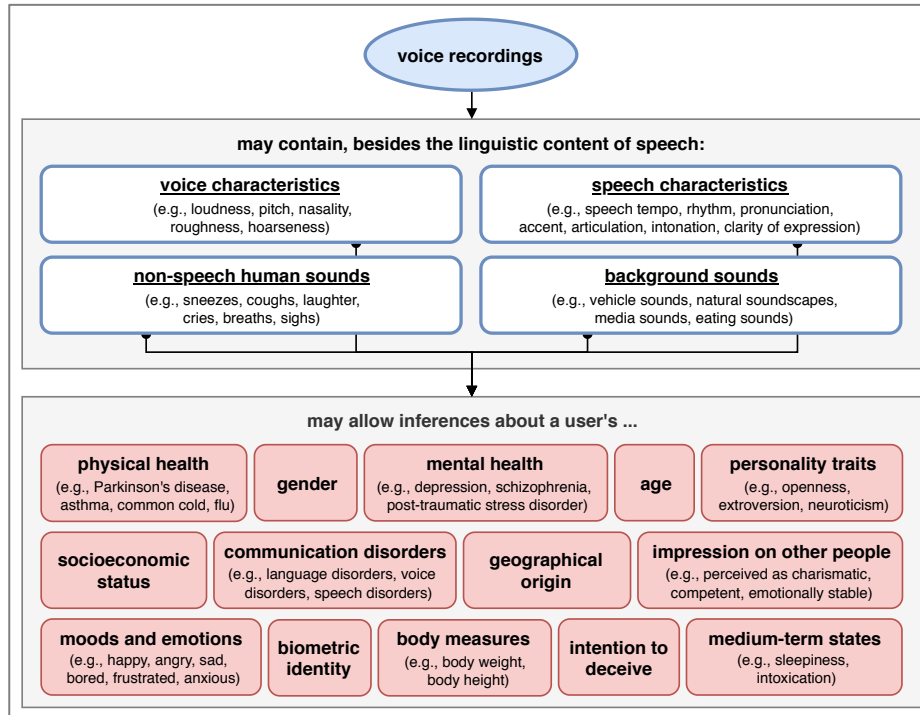 voice recordings
may contain, besides the linguistic content of speech:
voice characteristics
(e.g., loudness, pitch, nasality,
roughness, hoarseness)
speech characteristics
(e.g., speech tempo, rhythm, pronunciation,
accent, articulation, intonation, clarity of expression)
non-speech human sounds
(e.g., sneezes, coughs, laughter,
cries, breaths, sighs)
background sounds
(e.g., vehicle sounds, natural soundscapes,
media sounds, eating sounds)
may allow inferences about a user's ...
physical health
(e.g., Parkinson's disease,
asthma, common cold, flu)
gender
mental health
(e.g., depression, schizophrenia,
post-traumatic stress disorder)
age
personality traits
(e.g., openness,
extroversion, neuroticism)
socioeconomic
status
communication disorders
(e.g., language disorders, voice
disorders, speech disorders)
geographical
origin
impression on other people
(e.g., perceived as charismatic,
competent, emotionally stable)
moods and emotions
(e.g., happy, angry, sad,
bored, frustrated, anxious)
biometric
identity
body measures
(e.g., body weight,
body height)
intention to
deceive
medium-term states
(e.g., sleepiness,
intoxication)